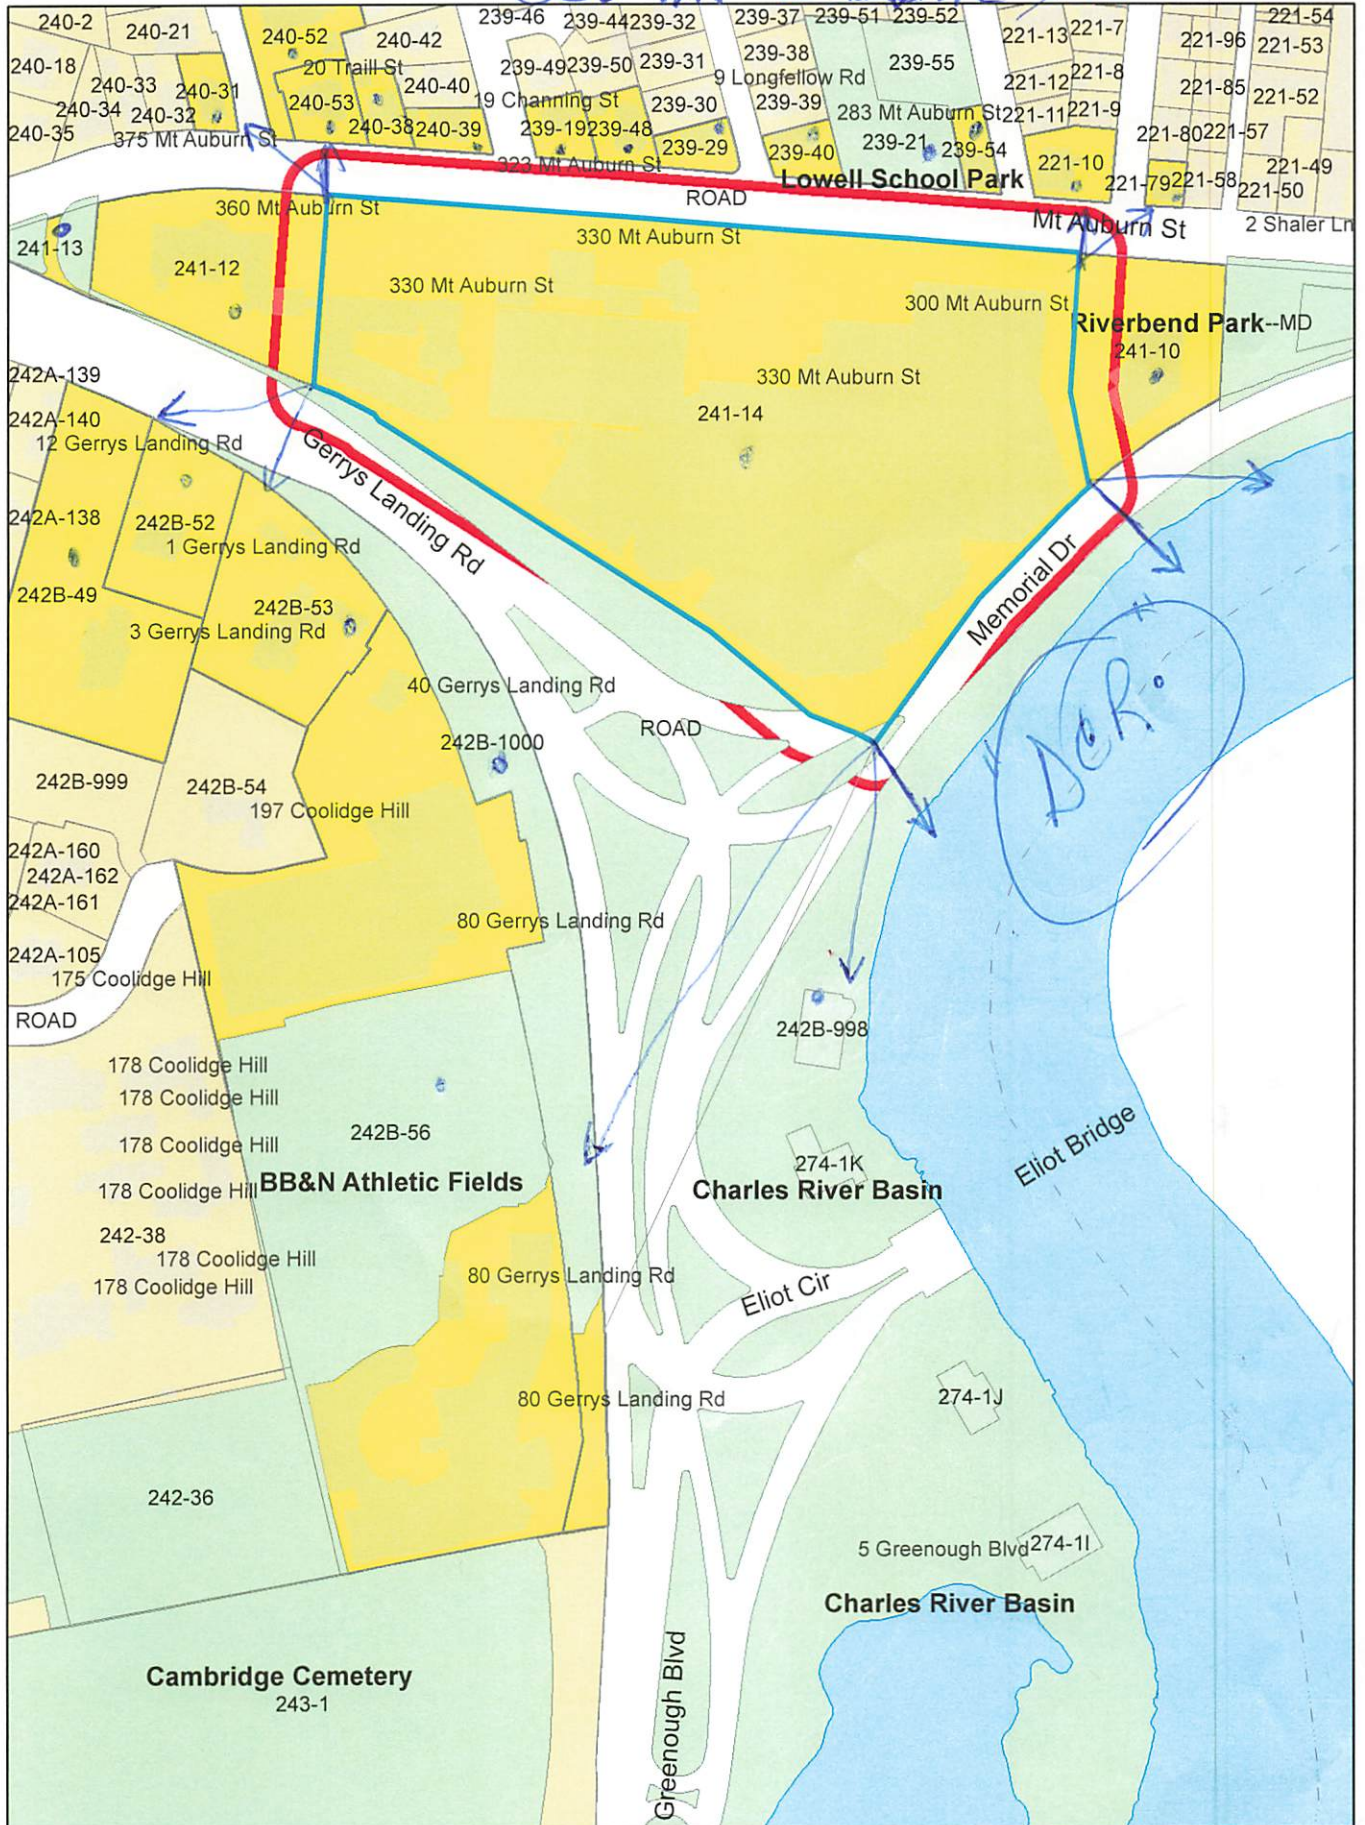 239-46
239-44
239-32
239-37
239-51
239-52
221-54
240-2
240-21
240-52
240-42
239-38
221-13
221-7
221-96
221-53
240-18
20 Traill St
239-49
239-50
239-31
9 Longfellow Rd
239-55
221-12
221-8
240-33
240-31
240-40
221-85
221-52
240-34
240-32
240-53
19 Channing St
239-30
239-39
283 Mt Auburn St
221-11
221-9
240-35
375 Mt Auburn St
240-38
240-39
239-19
239-48
239-29
239-40
239-21
239-54
221-80
221-57
323 Mt Auburn St
221-10
221-49
Lowell School Park
221-79
221-58
221-50
360 Mt Auburn St
ROAD
Mt Auburn St
2 Shaler Ln
241-13
330 Mt Auburn St
241-12
330 Mt Auburn St
300 Mt Auburn St
Riverbend Park--MD
241-10
242A-139
330 Mt Auburn St
242A-140
241-14
12 Gerrys Landing Rd
Gerrys Landing Rd
242A-138
242B-52
1 Gerrys Landing Rd
242B-49
242B-53
Memorial Dr
3 Gerrys Landing Rd
40 Gerrys Landing Rd
DCR.
ROAD
242B-1000
242B-999
242B-54
197 Coolidge Hill
242A-160
242A-162
242A-161
80 Gerrys Landing Rd
242A-105
175 Coolidge Hill
ROAD
242B-998
178 Coolidge Hill
178 Coolidge Hill
178 Coolidge Hill
242B-56
Eliot Bridge
274-1K
178 Coolidge Hill
BB&N Athletic Fields
Charles River Basin
242-38
178 Coolidge Hill
178 Coolidge Hill
80 Gerrys Landing Rd
Eliot Cir
80 Gerrys Landing Rd
274-1J
242-36
5 Greenough Blvd
274-1I
Charles River Basin
Cambridge Cemetery
243-1
Greenough Blvd